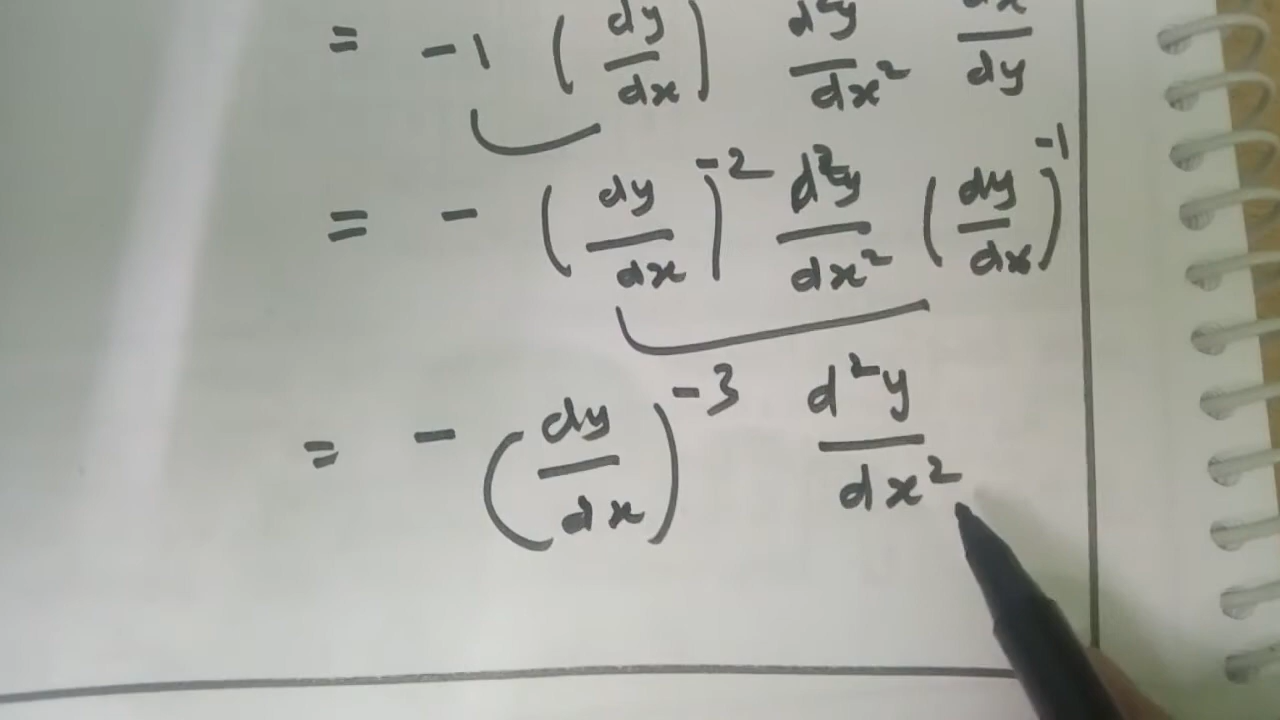 = -1 (dy/dx) d²y/dx² dx/dy
= - (dy/dx)⁻² d²y/dx² (dy/dx)⁻¹
= - (dy/dx)⁻³ d²y/dx²